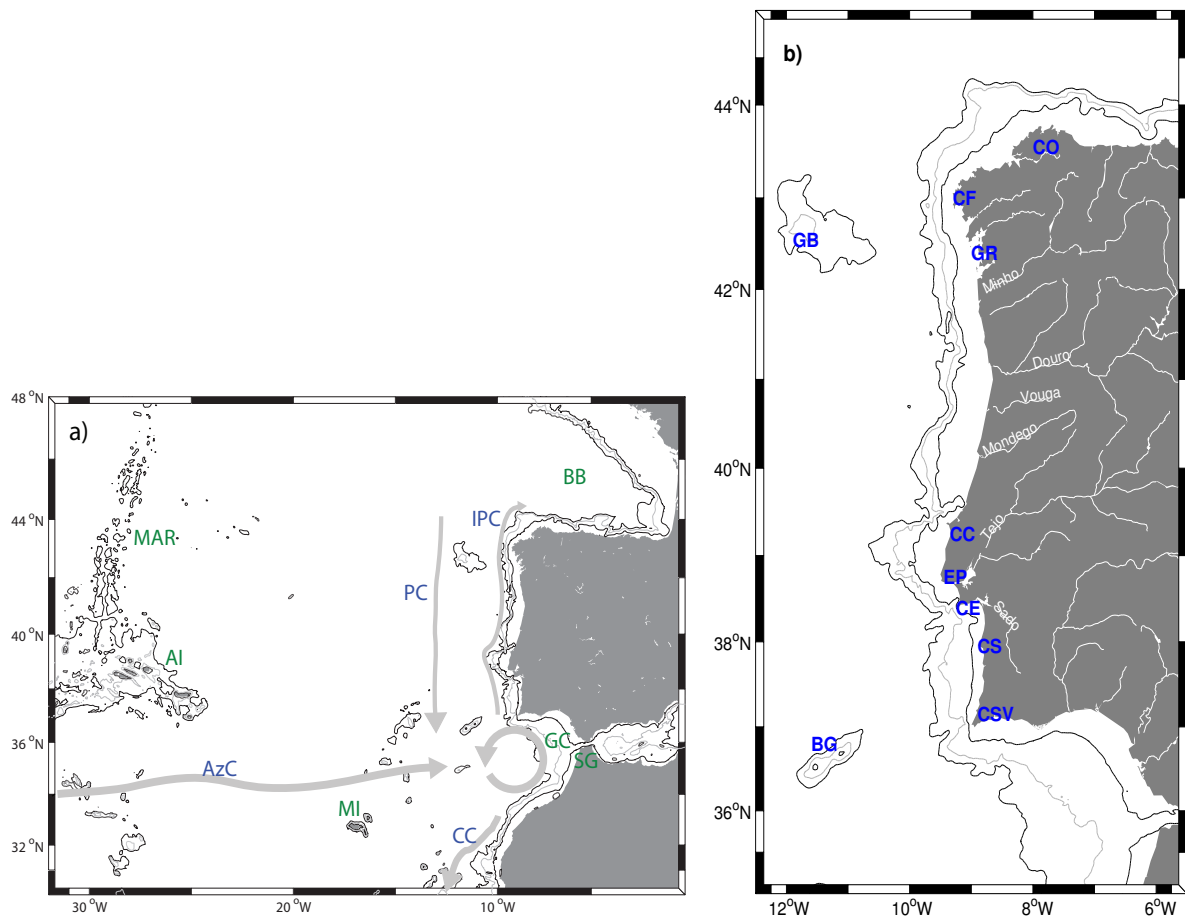 a)
48 °N
44 °N
40 °N
36 °N
32 °N
30 °W
20 °W
10 °W
BB
IPC
MAR
PC
AI
GC
SG
AzC
MI
CC
b)
44°N
42°N
40°N
38°N
36°N
12°W
10°W
8°W
6°W
CO
CF
GB
GR
Minho
Douro
Vouga
Mondego
CC
Tejo
EP
CE
Sado
CS
CSV
BG